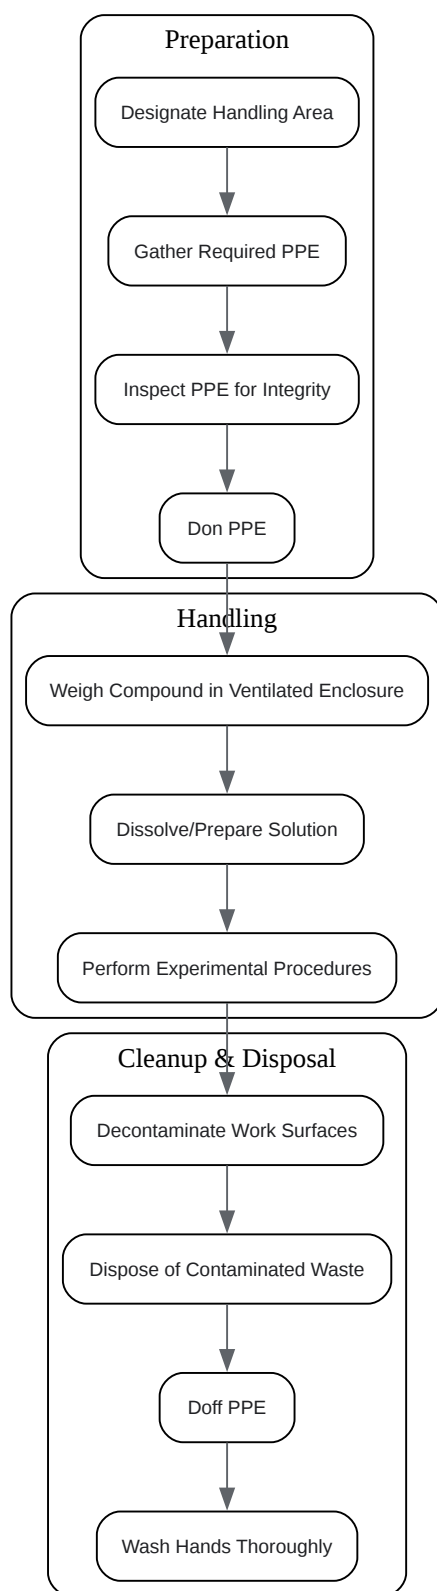 Preparation
Designate Handling Area
Gather Required PPE
Inspect PPE for Integrity
Don PPE
Handling
Weigh Compound in Ventilated Enclosure
Dissolve/Prepare Solution
Perform Experimental Procedures
Cleanup & Disposal
Decontaminate Work Surfaces
Dispose of Contaminated Waste
Doff PPE
Wash Hands Thoroughly